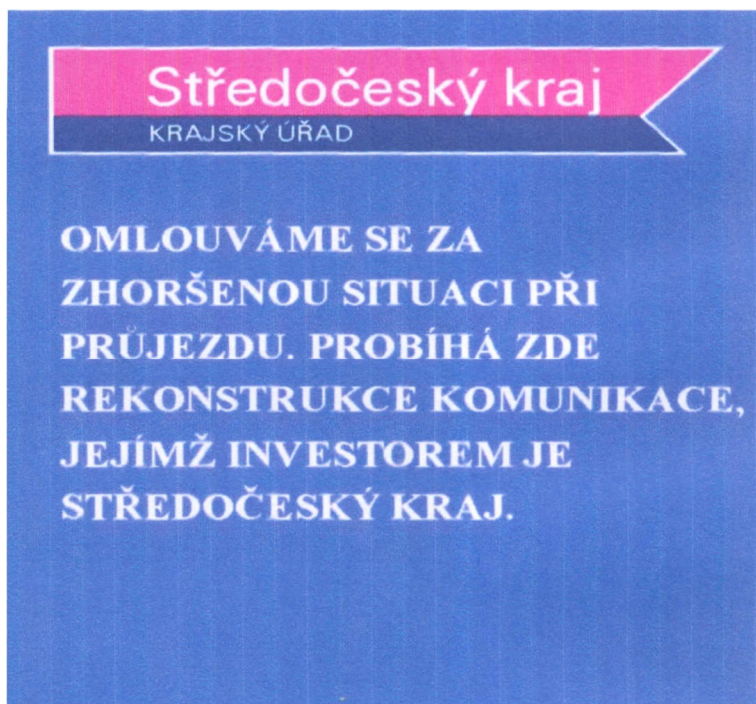 Středočeský kraj
KRAJSKÝ ÚŘAD
OMLOUVÁME SE ZA
ZHORŠENOU SITUACI PŘI
PRŮJEZDU. PROBÍHÁ ZDE
REKONSTRUKCE KOMUNIKACE,
JEJÍMŽ INVESTOREM JE
STŘEDOČESKÝ KRAJ.